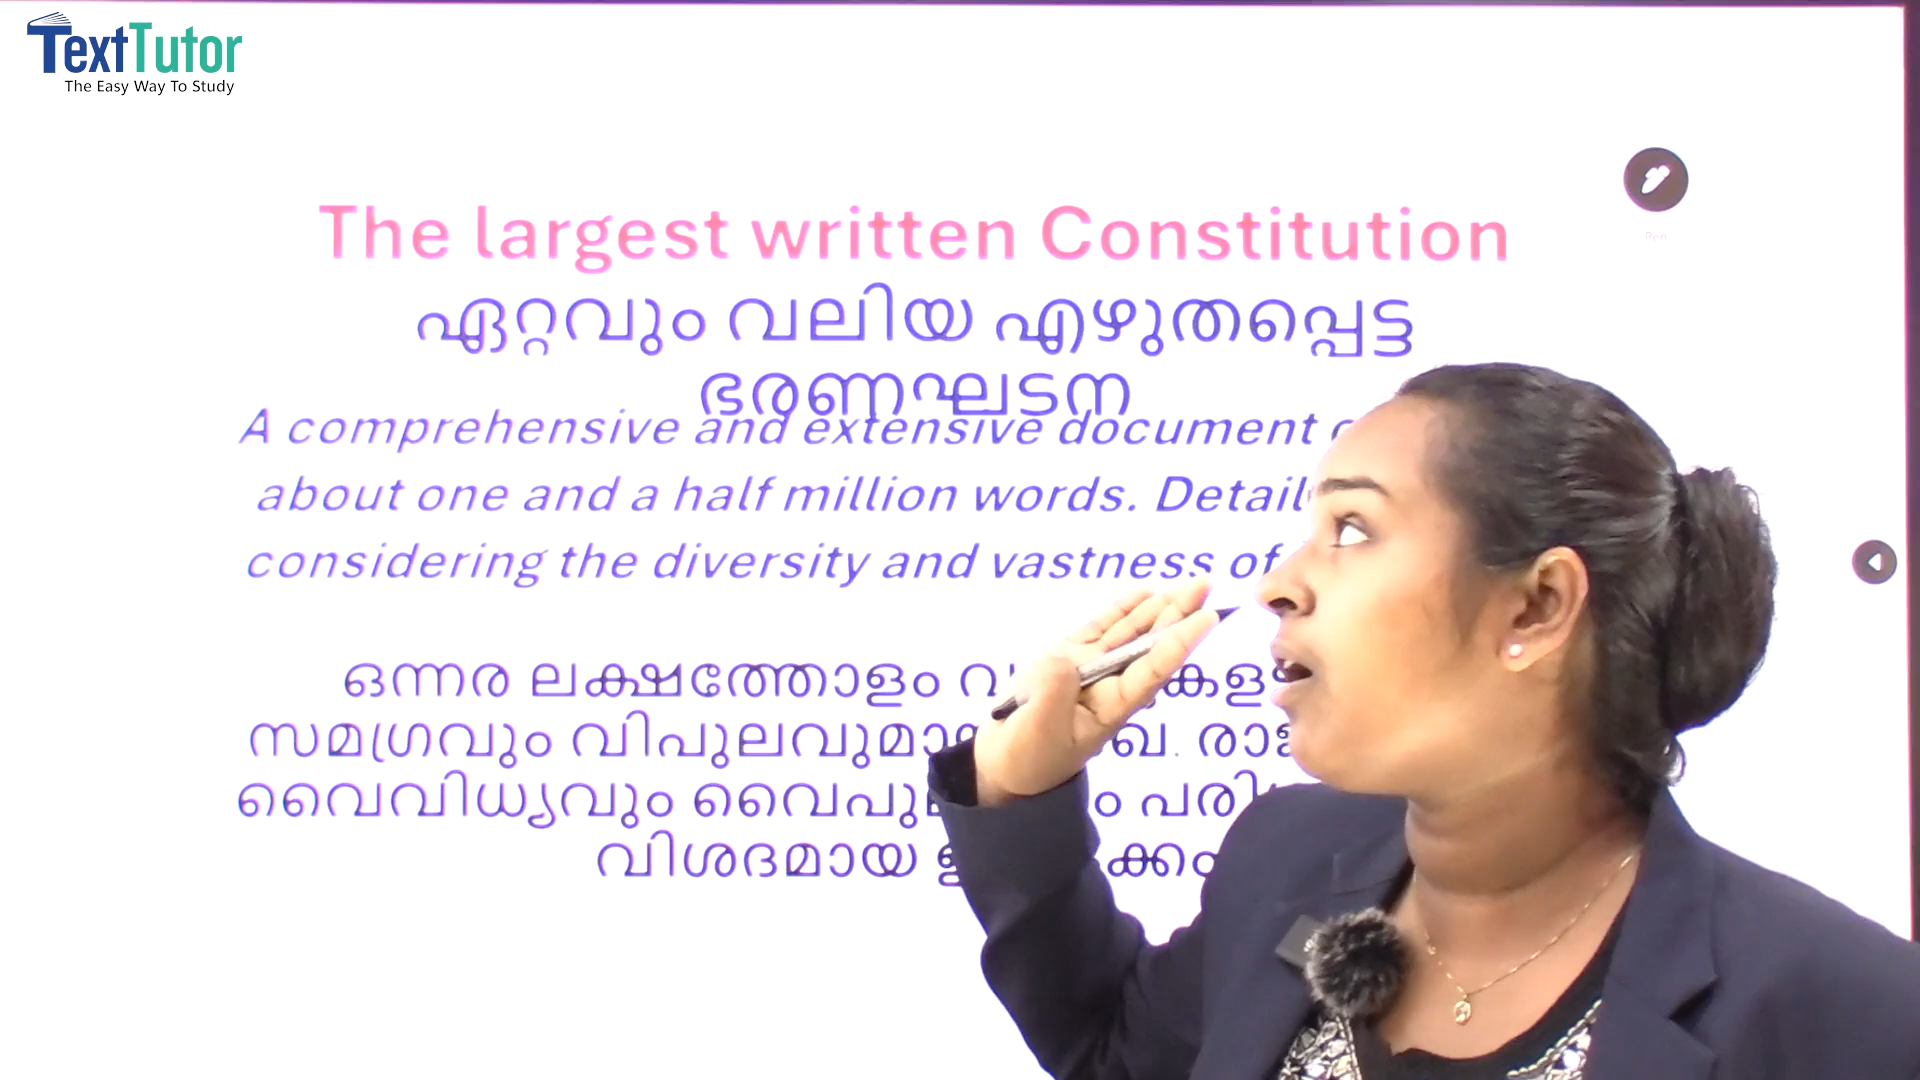 TextTutor
The Easy Way To Study
The largest written Constitution
ഏറ്റവും വലിയ എഴുതപ്പെട്ട
ഭരണഘടന
A comprehensive and extensive document
about one and a half million words.
considering the diversity and vastness of
ഒന്നര ലക്ഷത്തോളം
സമഗ്രവും
വൈവിധ്യവും
വിശദമായ